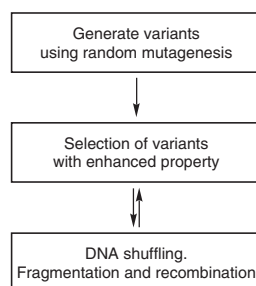 Generate variants
using random mutagenesis
Selection of variants
with enhanced property
DNA shuffling.
Fragmentation and recombination